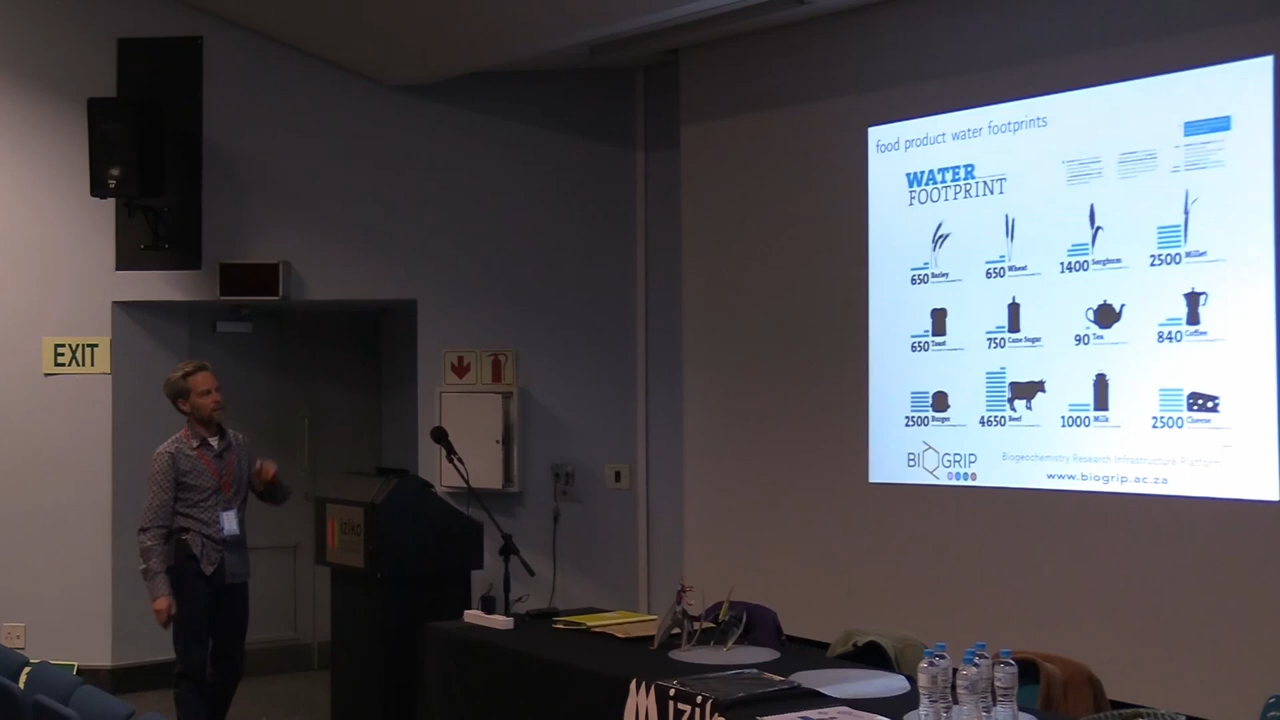 food product water footprints
WATER
FOOTPRINT
650 Barley
650 Wheat
1400 Sorghum
2500 Millet
650 Toast
750 Cane Sugar
90 Tea
840 Coffee
2500 Burger
4650 Beef
1000 Milk
2500 Cheese
BIOGRIP
Biogeochemistry Research Infrastructure Platform
www.biogrip.ac.za
EXIT
iziko
iziko